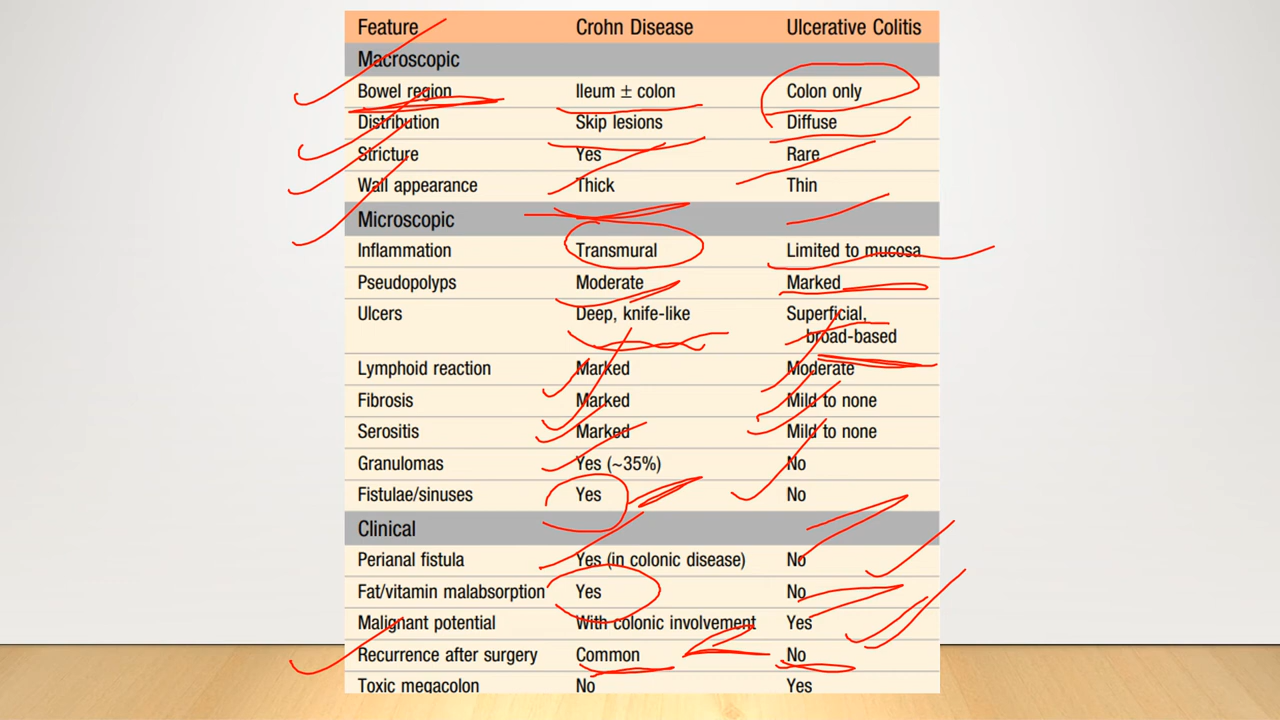 Feature Crohn Disease Ulcerative Colitis
Macroscopic
Bowel region Ileum ± colon Colon only
Distribution Skip lesions Diffuse
Stricture Yes Rare
Wall appearance Thick Thin
Microscopic
Inflammation Transmural Limited to mucosa
Pseudopolyps Moderate Marked
Ulcers Deep, knife-like Superficial,
broad-based
Lymphoid reaction Marked Moderate
Fibrosis Marked Mild to none
Serositis Marked Mild to none
Granulomas Yes (~35%) No
Fistulae/sinuses Yes No
Clinical
Perianal fistula Yes (in colonic disease) No
Fat/vitamin malabsorption Yes No
Malignant potential With colonic involvement Yes
Recurrence after surgery Common No
Toxic megacolon No Yes